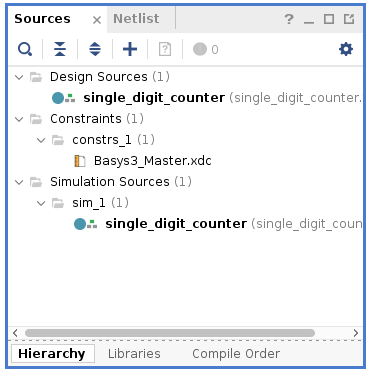 Sources × Netlist ? _
0
Design Sources (1)
single_digit_counter (single_digit_counter.
Constraints (1)
constrs_1 (1)
Basys3_Master.xdc
Simulation Sources (1)
sim_1 (1)
single_digit_counter (single_digit_coun
Hierarchy Libraries Compile Order